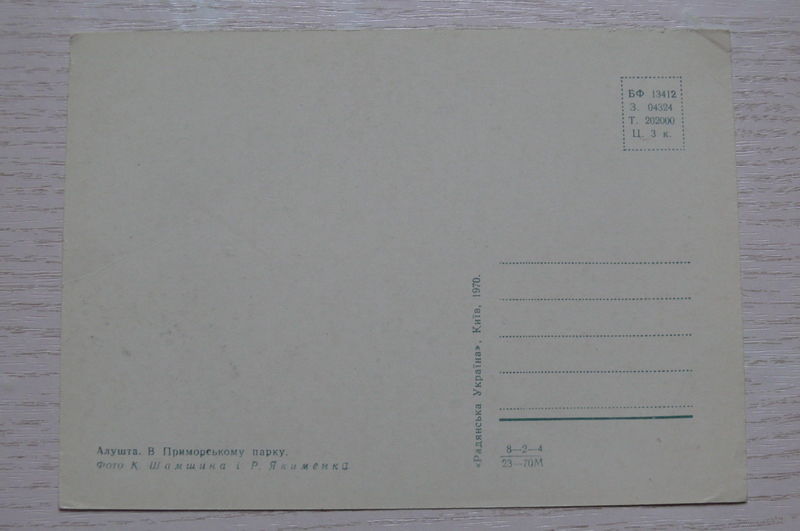 БФ 13412
З. 04324
Т. 202000
Ц. 3 к.
«Радянська Україна», Київ, 1970.
Алушта. В Приморському парку.
Фото К. Шамшина і Р. Якименка
8—2—4
23—70М